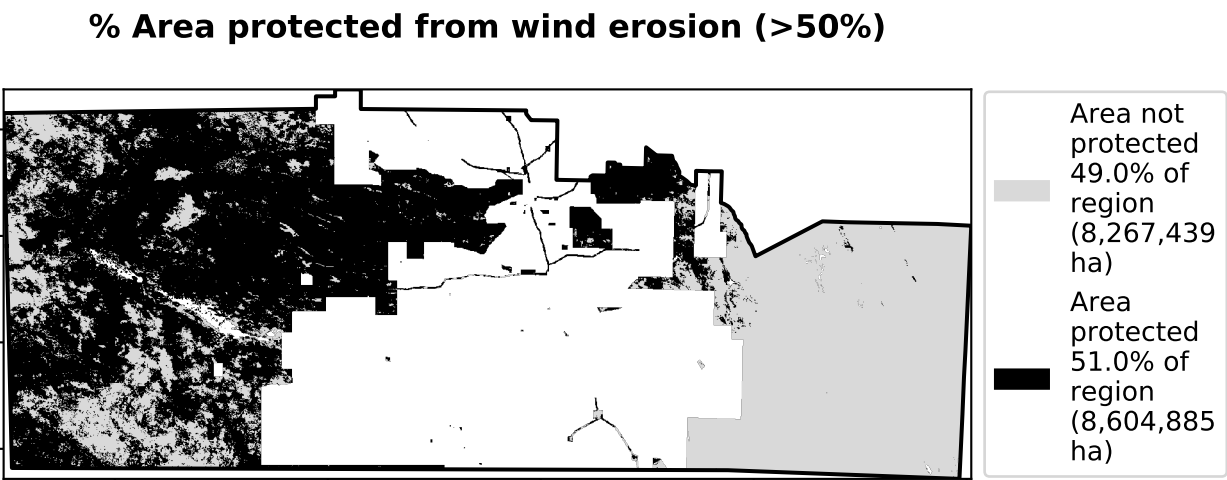 % Area protected from wind erosion (>50%)
Area not
protected
49.0% of
region
(8,267,439
ha)
Area
protected
51.0% of
region
(8,604,885
ha)